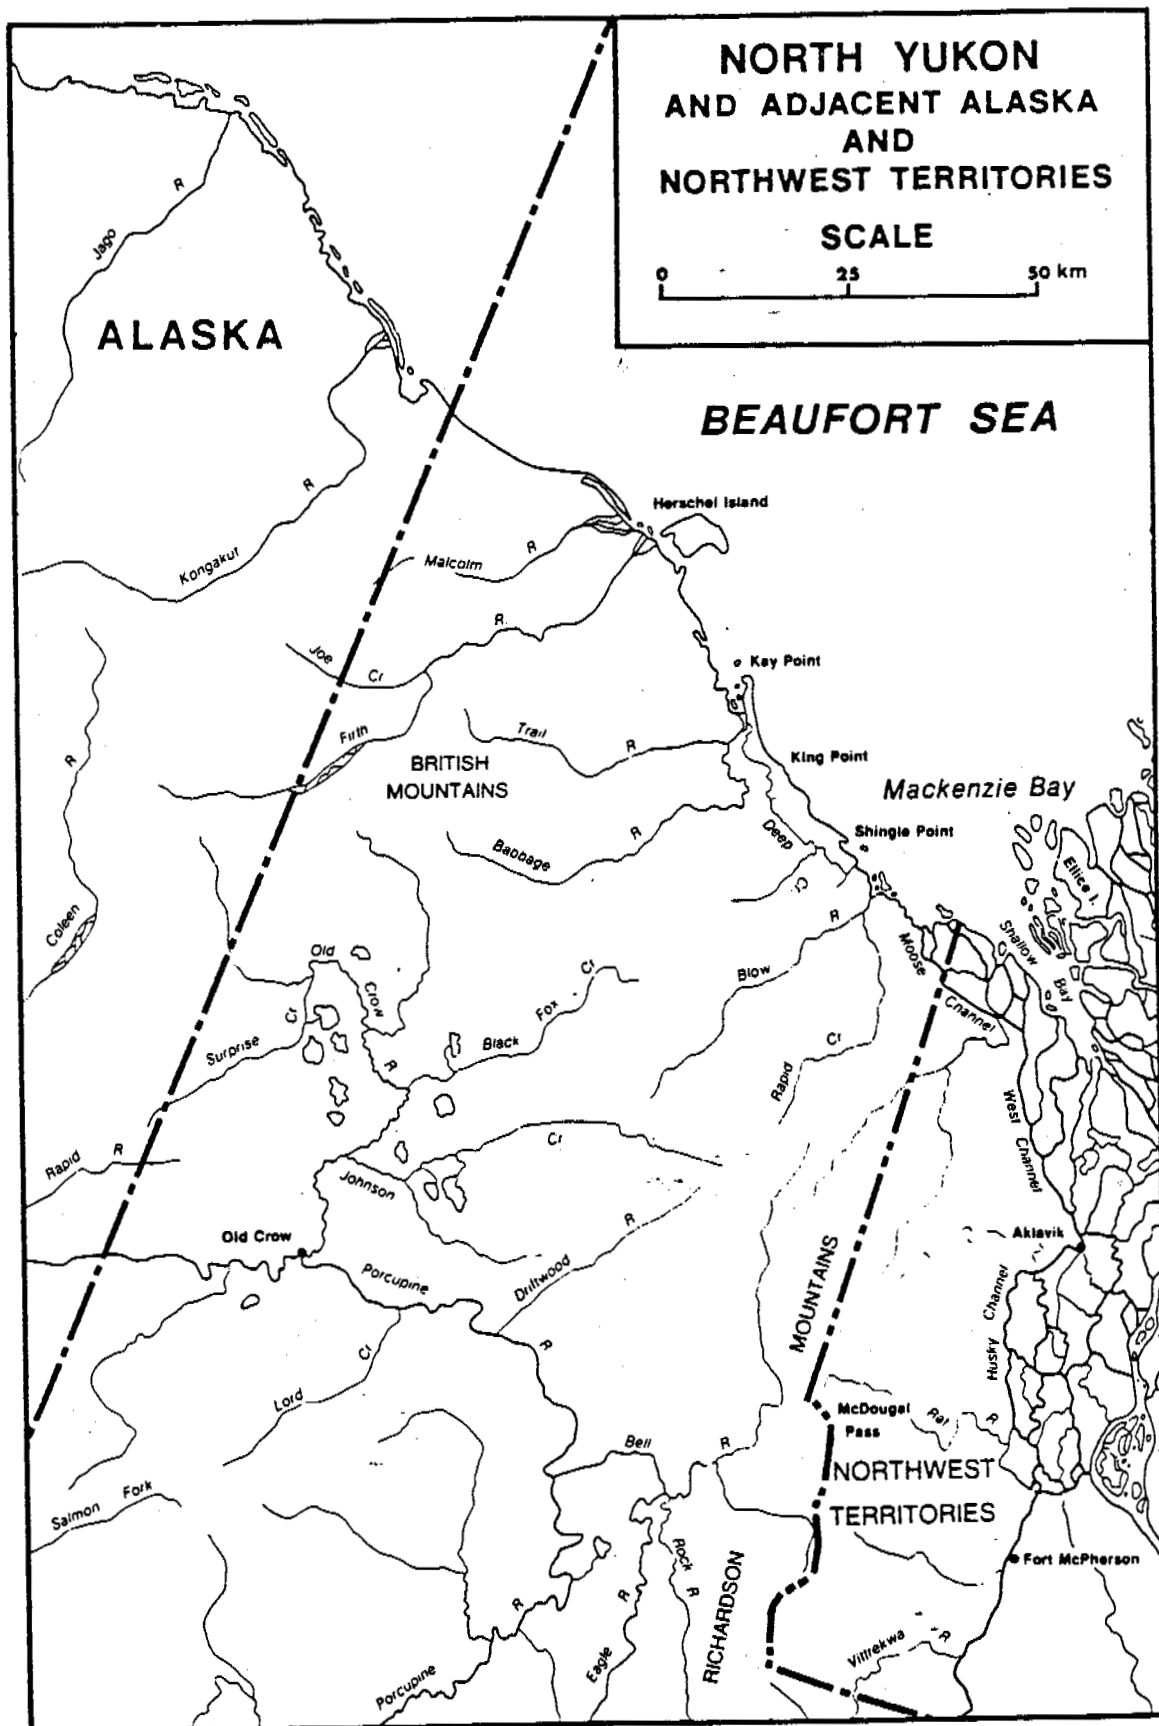 NORTH YUKON
AND ADJACENT ALASKA
AND
NORTHWEST TERRITORIES
SCALE
0 25 50 km
Jago R
ALASKA
BEAUFORT SEA
Kongakut R
Herschel Island
Malcolm R
Joe Cr
R
Firth
Kay Point
Trail R
BRITISH
MOUNTAINS
King Point
Mackenzie Bay
Coleen R
Babbage R
Deep Cr
Shingle Point
Ellice I.
Shallow Bay
Moose Channel
Old Crow R
Blow R
Surprise Cr
Black Fox Cr
Rapid Cr
West Channel
Rapid R
Johnson Cr
Old Crow
Porcupine R
Driftwood R
Aklavik
Husky Channel
MOUNTAINS
Lord Cr
McDougal
Pass
Rat R
Bell R
NORTHWEST
TERRITORIES
Salmon Fork
Rock R
RICHARDSON
Fort McPherson
Eagle R
Vittrekwa R
Porcupine R